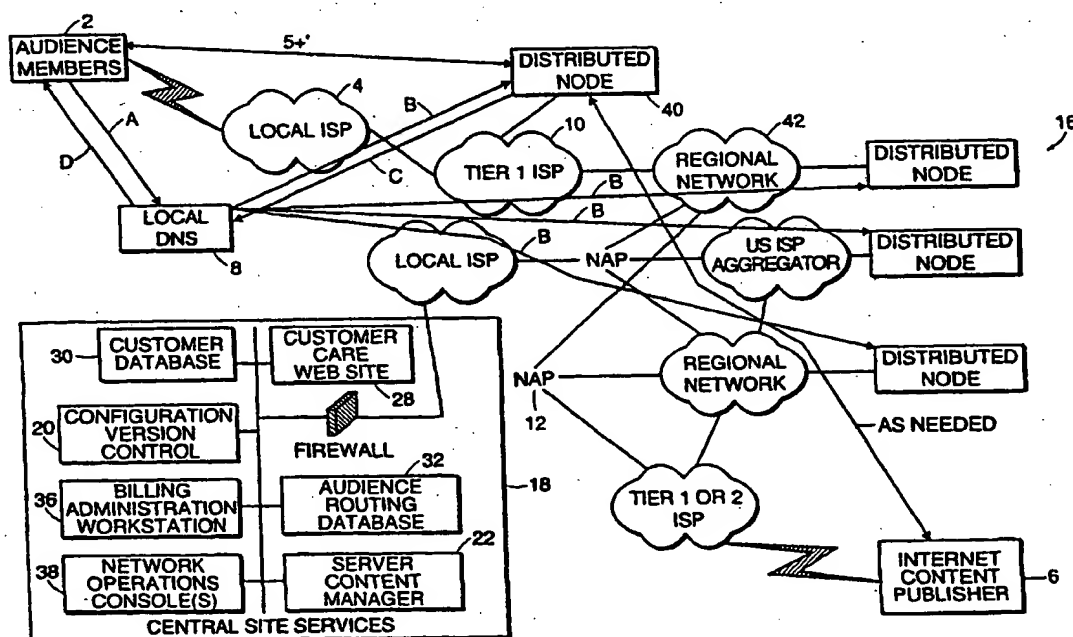 2
AUDIENCE
MEMBERS
5+'
DISTRIBUTED
NODE
40
4
LOCAL ISP
A
D
B
C
10
TIER 1 ISP
42
REGIONAL
NETWORK
DISTRIBUTED
NODE
16
LOCAL
DNS
8
B
B
B
LOCAL ISP
NAP
US ISP
AGGREGATOR
DISTRIBUTED
NODE
30
CUSTOMER
DATABASE
CUSTOMER
CARE
WEB SITE
28
NAP
12
REGIONAL
NETWORK
DISTRIBUTED
NODE
AS NEEDED
20
CONFIGURATION
VERSION
CONTROL
FIREWALL
18
36
BILLING
ADMINISTRATION
WORKSTATION
32
AUDIENCE
ROUTING
DATABASE
TIER 1 OR 2
ISP
38
NETWORK
OPERATIONS
CONSOLE(S)
22
SERVER
CONTENT
MANAGER
INTERNET
CONTENT
PUBLISHER
6
CENTRAL SITE SERVICES